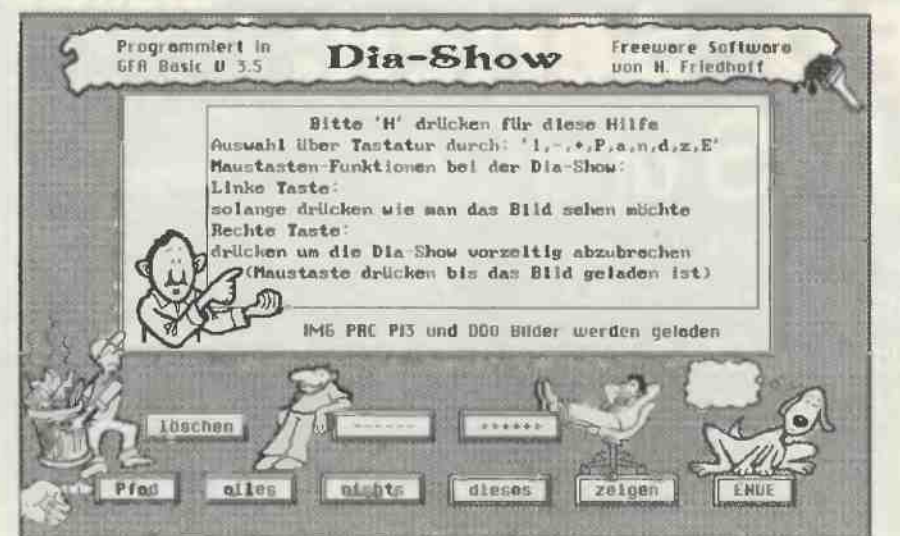 Programmiert in
GFA Basic V 3.5
Dia-Show
Freeware Software
von H. Friedhoff
Bitte 'H' drücken für diese Hilfe
Auswahl über Tastatur durch: 'l,-,+,P,a,n,d,z,E'
Maustasten-Funktionen bei der Dia-Show:
Linke Taste:
solange drücken wie man das Bild sehen möchte
Rechte Taste:
drücken um die Dia-Show vorzeitig abzubrechen
(Maustaste drücken bis das Bild geladen ist)
IMG PAC PI3 und DOO Bilder werden geladen
löschen
------
++++++
Pfad
alles
nichts
dieses
zeigen
ENDE